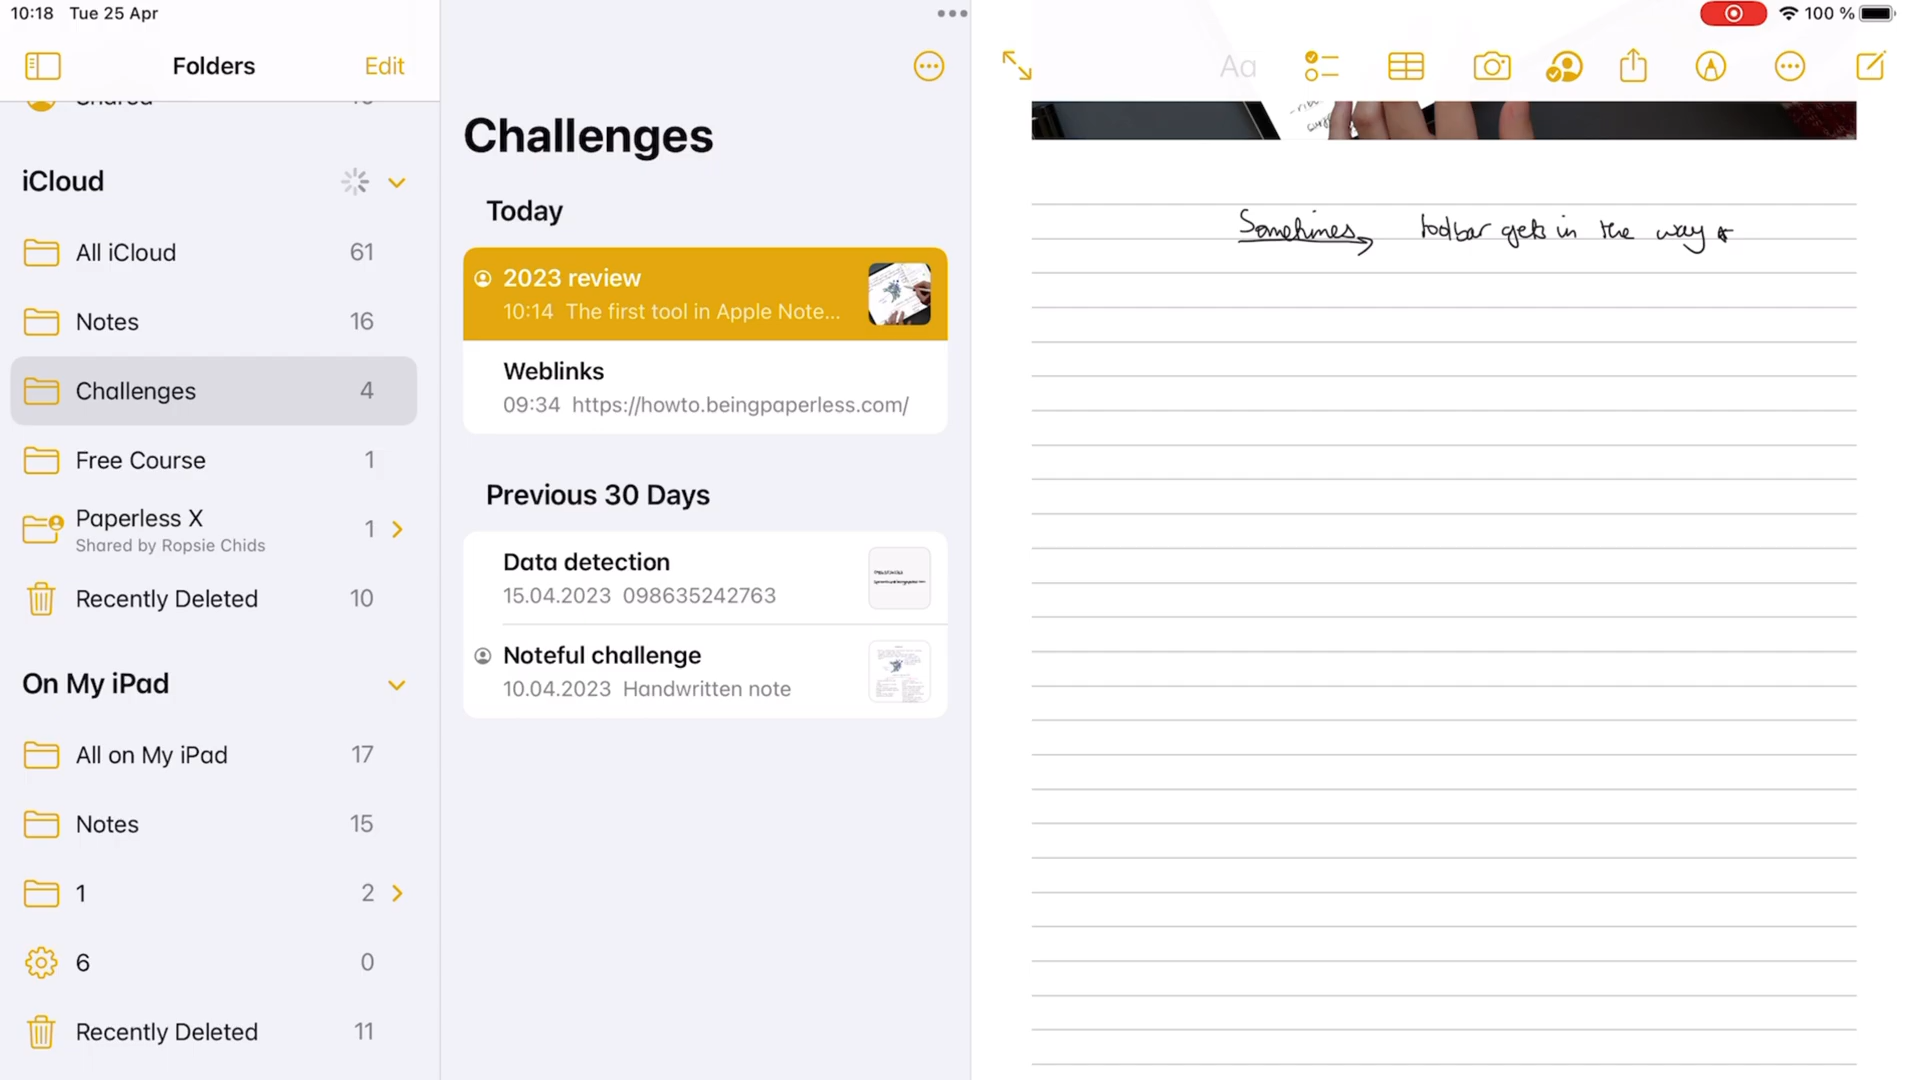 10:18 Tue 25 Apr
100 %
Folders
Edit
Aa
Shared
iCloud
All iCloud 61
Notes 16
Challenges 4
Free Course 1
Paperless X 1
Shared by Ropsie Chids
Recently Deleted 10
On My iPad
All on My iPad 17
Notes 15
1 2
6 0
Recently Deleted 11
Challenges
Today
2023 review
10:14 The first tool in Apple Note...
Weblinks
09:34 https://howto.beingpaperless.com/
Previous 30 Days
Data detection
15.04.2023 098635242763
Noteful challenge
10.04.2023 Handwritten note
Sometimes toolbar gets in the way